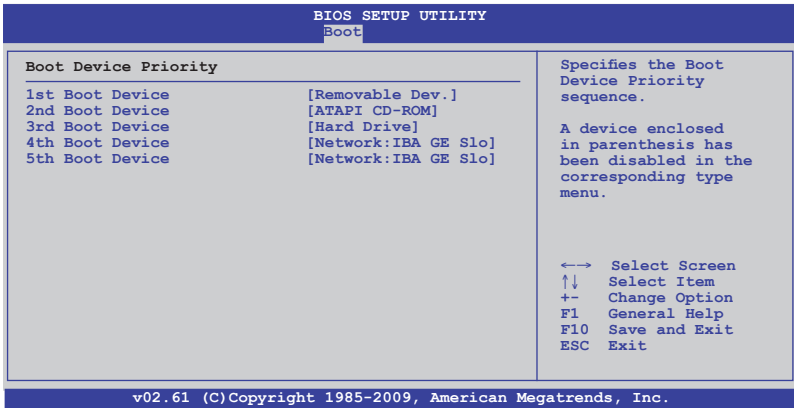 BIOS SETUP UTILITY
Boot
Boot Device Priority
1st Boot Device [Removable Dev.]
2nd Boot Device [ATAPI CD-ROM]
3rd Boot Device [Hard Drive]
4th Boot Device [Network:IBA GE Slo]
5th Boot Device [Network:IBA GE Slo]
Specifies the Boot
Device Priority
sequence.
A device enclosed
in parenthesis has
been disabled in the
corresponding type
menu.
←→ Select Screen
↑↓ Select Item
+- Change Option
F1 General Help
F10 Save and Exit
ESC Exit
v02.61 (C)Copyright 1985-2009, American Megatrends, Inc.